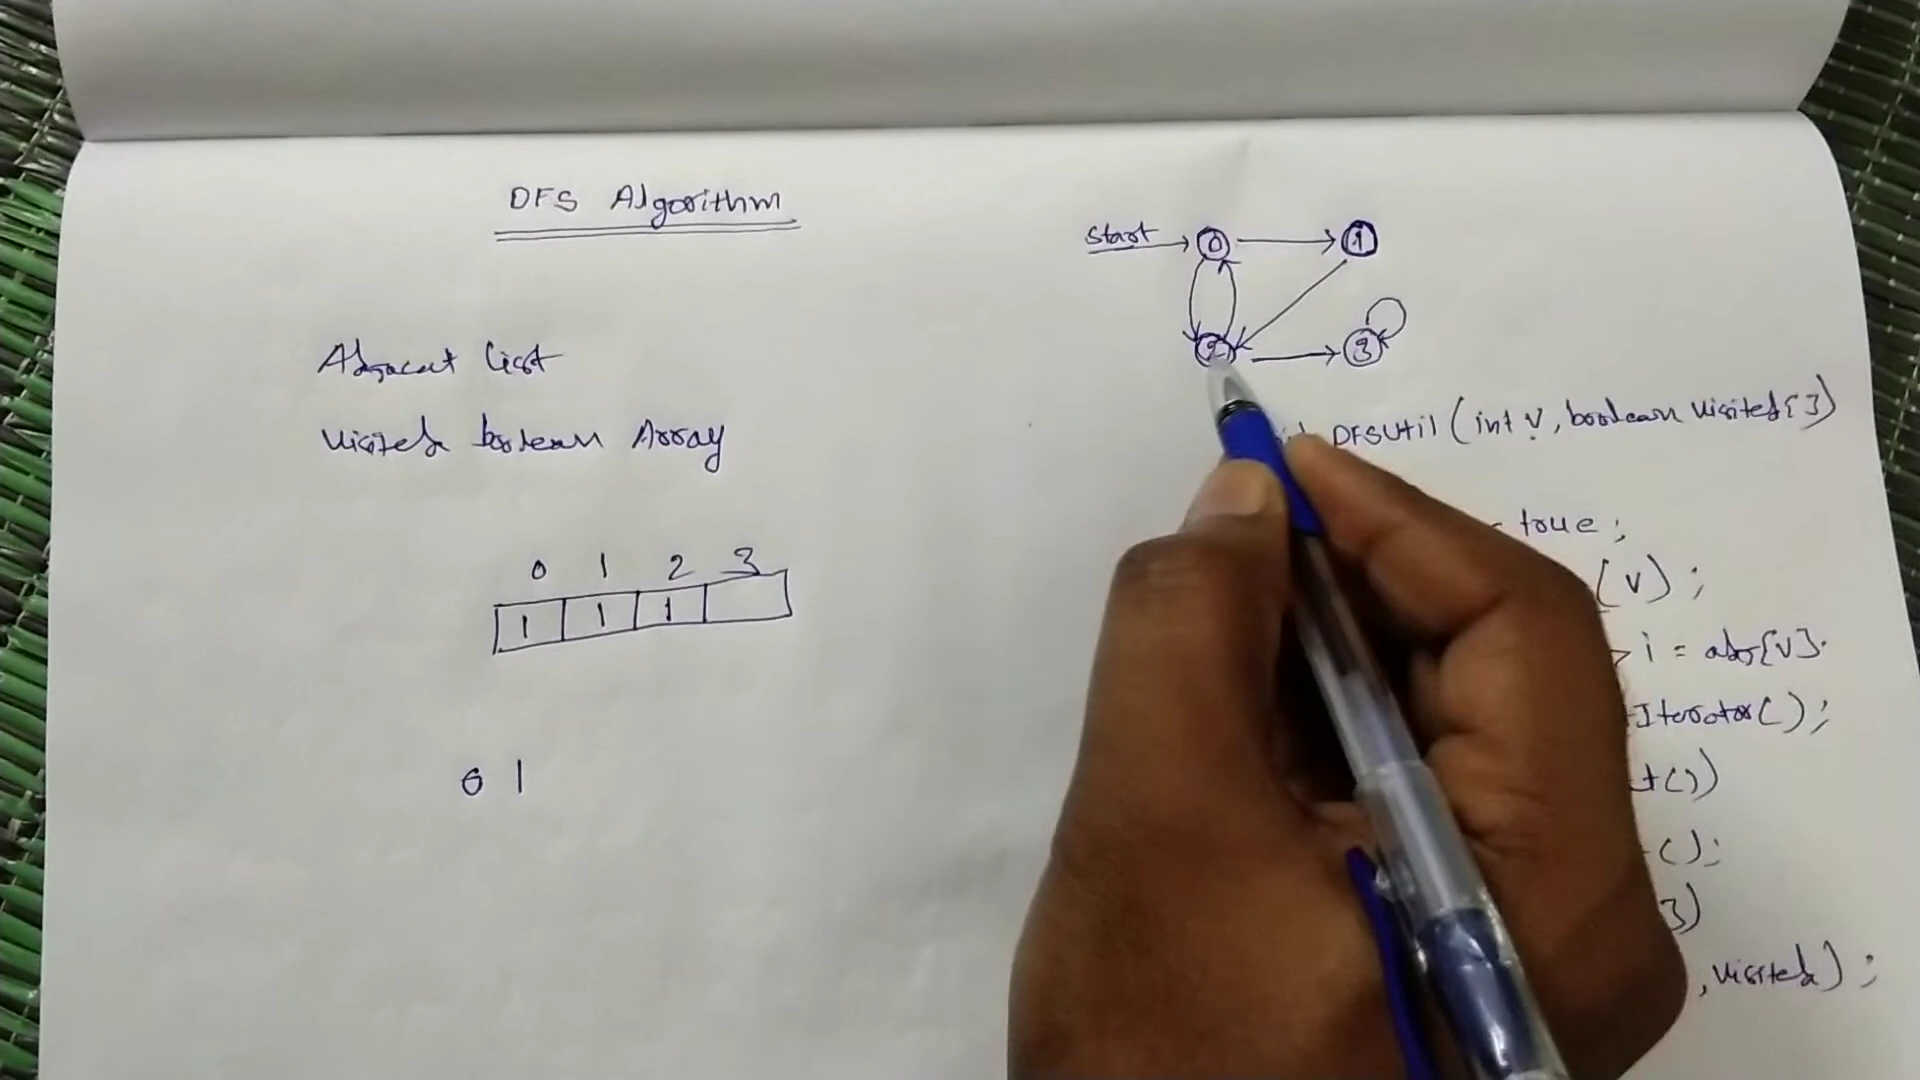 DFS Algorithm
Start 0 1
2 3
Adjacent list
Visited boolean Array
0 1 2 3
1 1 1
0 1
DFSUtil (int v, boolean visited[])
true;
(v);
i = adj[v].
Iterator();
t())
();
])
, visited);